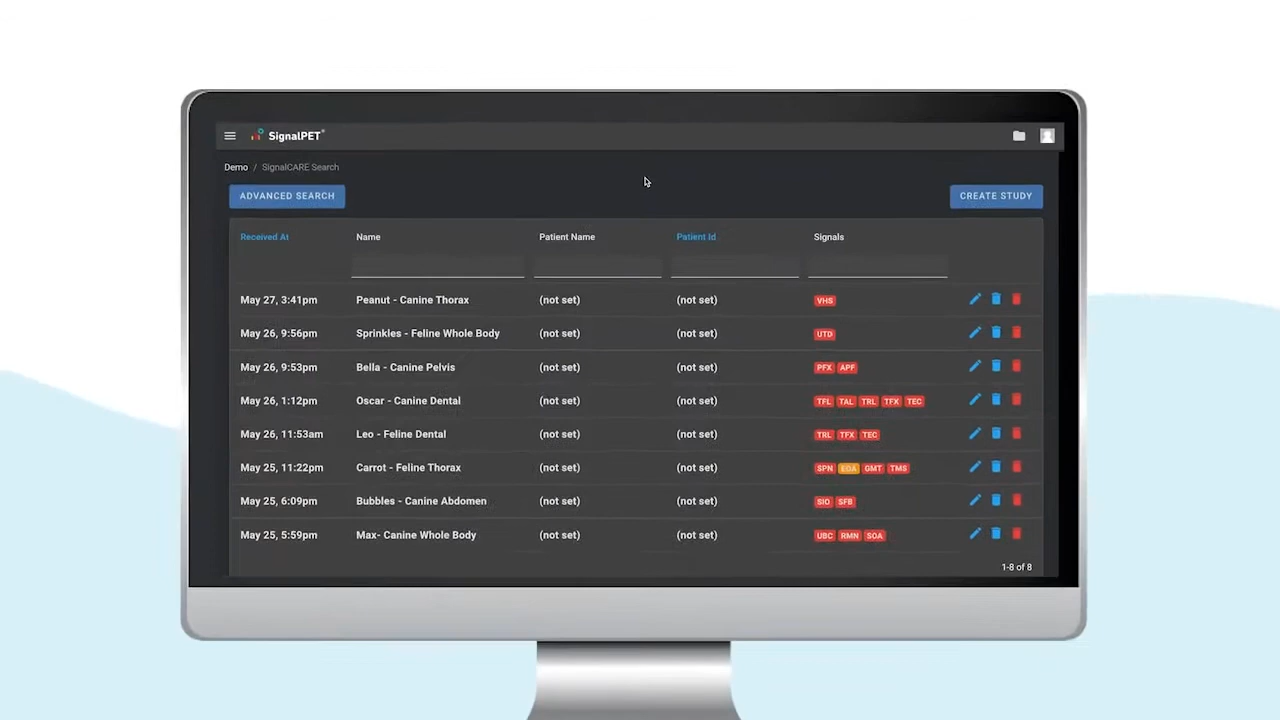 SignalPET®
Demo / SignalCARE Search
ADVANCED SEARCH CREATE STUDY
Received At Name Patient Name Patient Id Signals
May 27, 3:41pm Peanut - Canine Thorax (not set) (not set) VHS
May 26, 9:56pm Sprinkles - Feline Whole Body (not set) (not set) UTD
May 26, 9:53pm Bella - Canine Pelvis (not set) (not set) PFX APF
May 26, 1:12pm Oscar - Canine Dental (not set) (not set) TFL TAL TRL TFX TEC
May 26, 11:53am Leo - Feline Dental (not set) (not set) TRL TFX TEC
May 25, 11:22pm Carrot - Feline Thorax (not set) (not set) SPN EOA GMT TMS
May 25, 6:09pm Bubbles - Canine Abdomen (not set) (not set) SIO SFB
May 25, 5:59pm Max- Canine Whole Body (not set) (not set) UBC RMN SOA
1-8 of 8